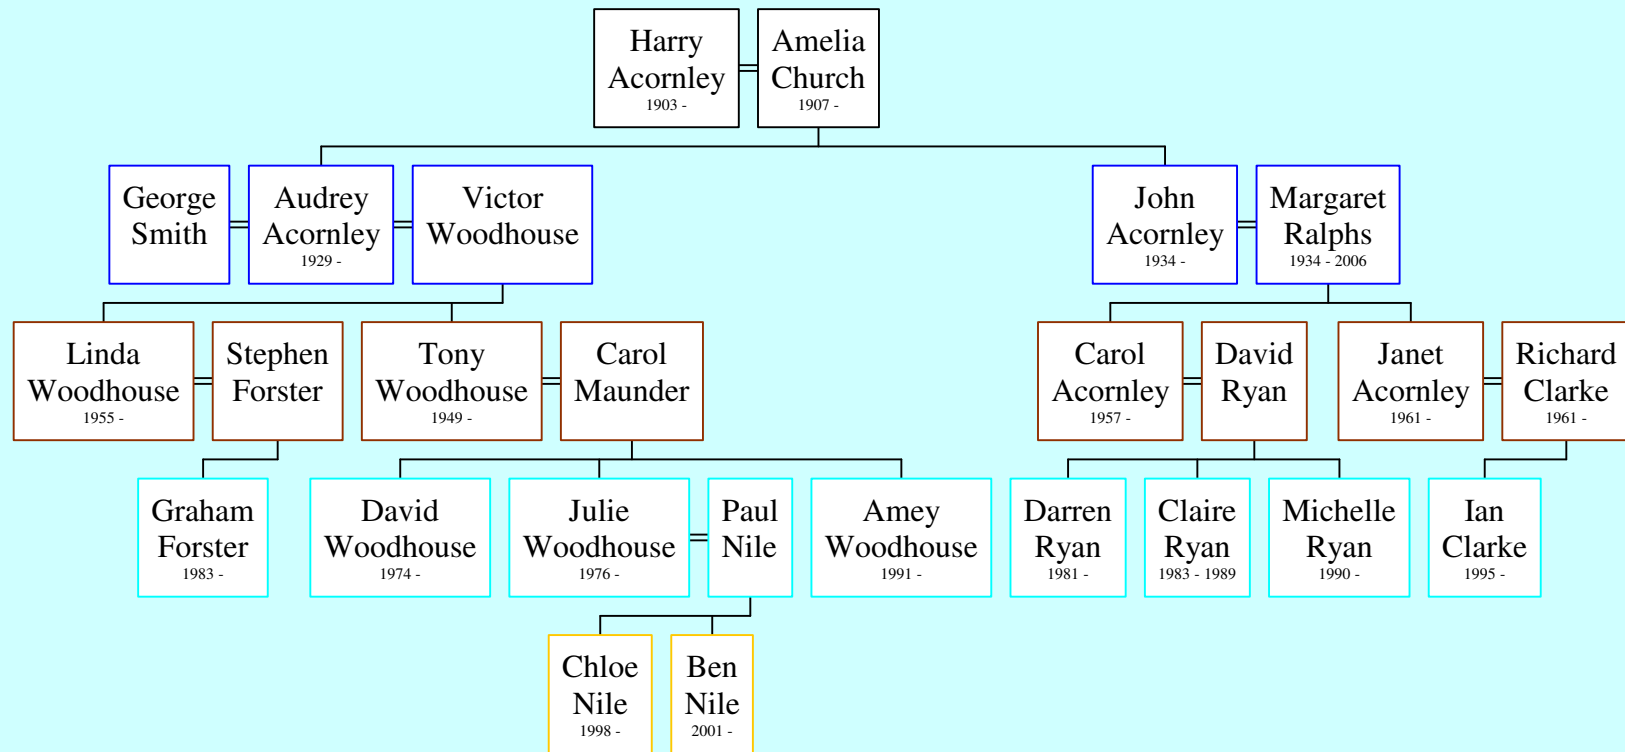 Harry
Acornley
1903 -
Amelia
Church
1907 -
George
Smith
Audrey
Acornley
1929 -
Victor
Woodhouse
John
Acornley
1934 -
Margaret
Ralphs
1934 - 2006
Linda
Woodhouse
1955 -
Stephen
Forster
Tony
Woodhouse
1949 -
Carol
Maunder
Carol
Acornley
1957 -
David
Ryan
Janet
Acornley
1961 -
Richard
Clarke
1961 -
Graham
Forster
1983 -
David
Woodhouse
1974 -
Julie
Woodhouse
1976 -
Paul
Nile
Amey
Woodhouse
1991 -
Darren
Ryan
1981 -
Claire
Ryan
1983 - 1989
Michelle
Ryan
1990 -
Ian
Clarke
1995 -
Chloe
Nile
1998 -
Ben
Nile
2001 -